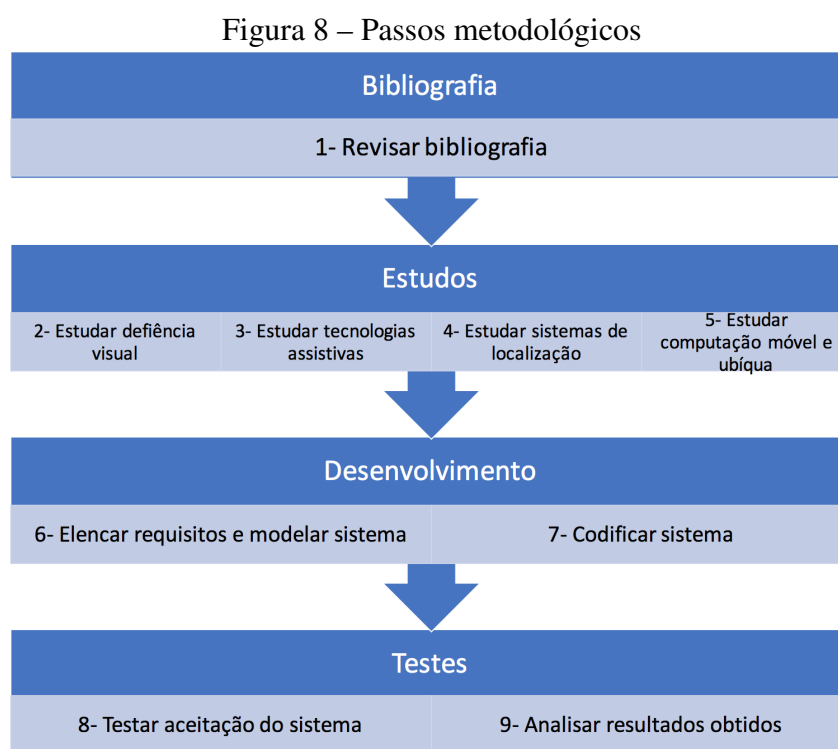 Figura 8 – Passos metodológicos
Bibliografia
1- Revisar bibliografia
Estudos
2- Estudar defiência
visual
3- Estudar tecnologias
assistivas
4- Estudar sistemas de
localização
5- Estudar
computação móvel e
ubíqua
Desenvolvimento
6- Elencar requisitos e modelar sistema
7- Codificar sistema
Testes
8- Testar aceitação do sistema
9- Analisar resultados obtidos